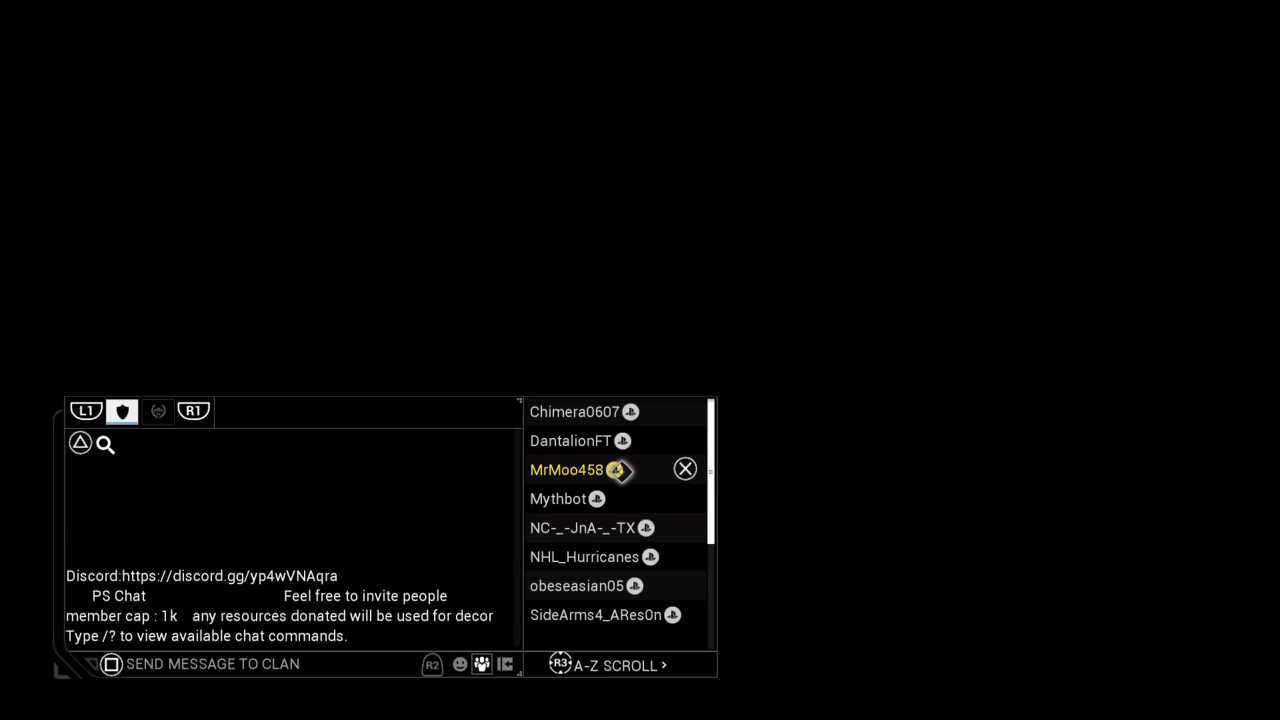 L1 R1
Discord:https://discord.gg/yp4wVNAqra
PS Chat Feel free to invite people
member cap : 1k any resources donated will be used for decor
Type /? to view available chat commands.
SEND MESSAGE TO CLAN R2
Chimera0607
DantalionFT
MrMoo458
Mythbot
NC-_-JnA-_-TX
NHL_Hurricanes
obeseasian05
SideArms4_ARes0n
R3 A-Z SCROLL >